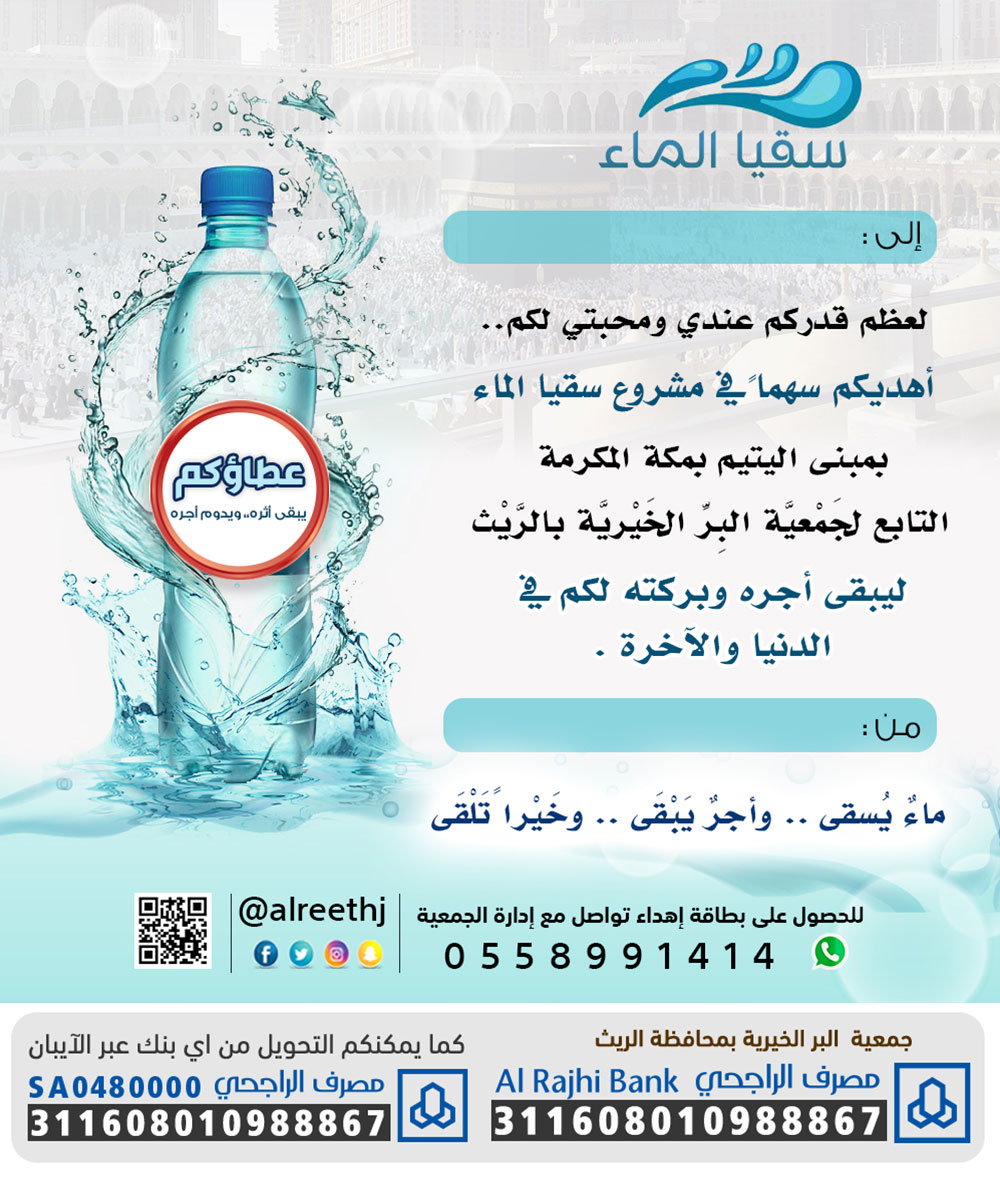 سقيا الماء
إلى :
لعظم قدركم عندي ومحبتي لكم..
أهديكم سهماً في مشروع سقيا الماء
بمبنى اليتيم بمكة المكرمة
التابع لجَمْعيَّة البِرِّ الخَيْريَّة بالرَّيْث
ليبقى أجره وبركته لكم في
الدنيا والآخرة .
من :
عطاؤكم
يبقى أثره،، ويدوم أجره
ماءٌ يُسقى .. وأجرٌ يَبْقَى .. وخَيْراً تَلْقَى
للحصول على بطاقة إهداء تواصل مع إدارة الجمعية
0558991414
@alreethj
جمعية البر الخيرية بمحافظة الريث
مصرف الراجحي Al Rajhi Bank
311608010988867
كما يمكنكم التحويل من اي بنك عبر الآيبان
مصرف الراجحي SA0480000
311608010988867